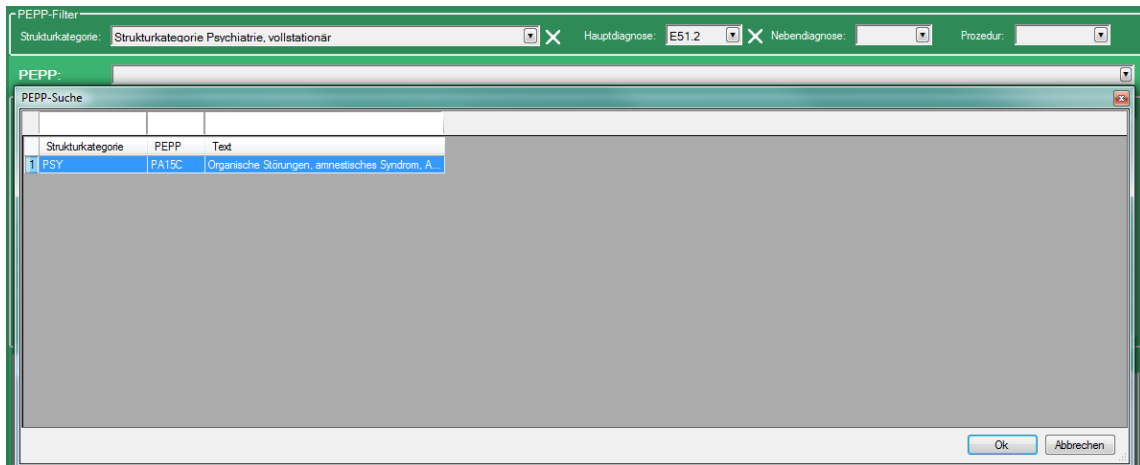 PEPP-Filter
Strukturkategorie: Strukturkategorie Psychiatrie, vollstationär Hauptdiagnose: E51.2 Nebendiagnose: Prozedur:
PEPP:
PEPP-Suche
Strukturkategorie PEPP Text
1 PSY PA15C Organische Störungen, amnestisches Syndrom, A...
Ok Abbrechen